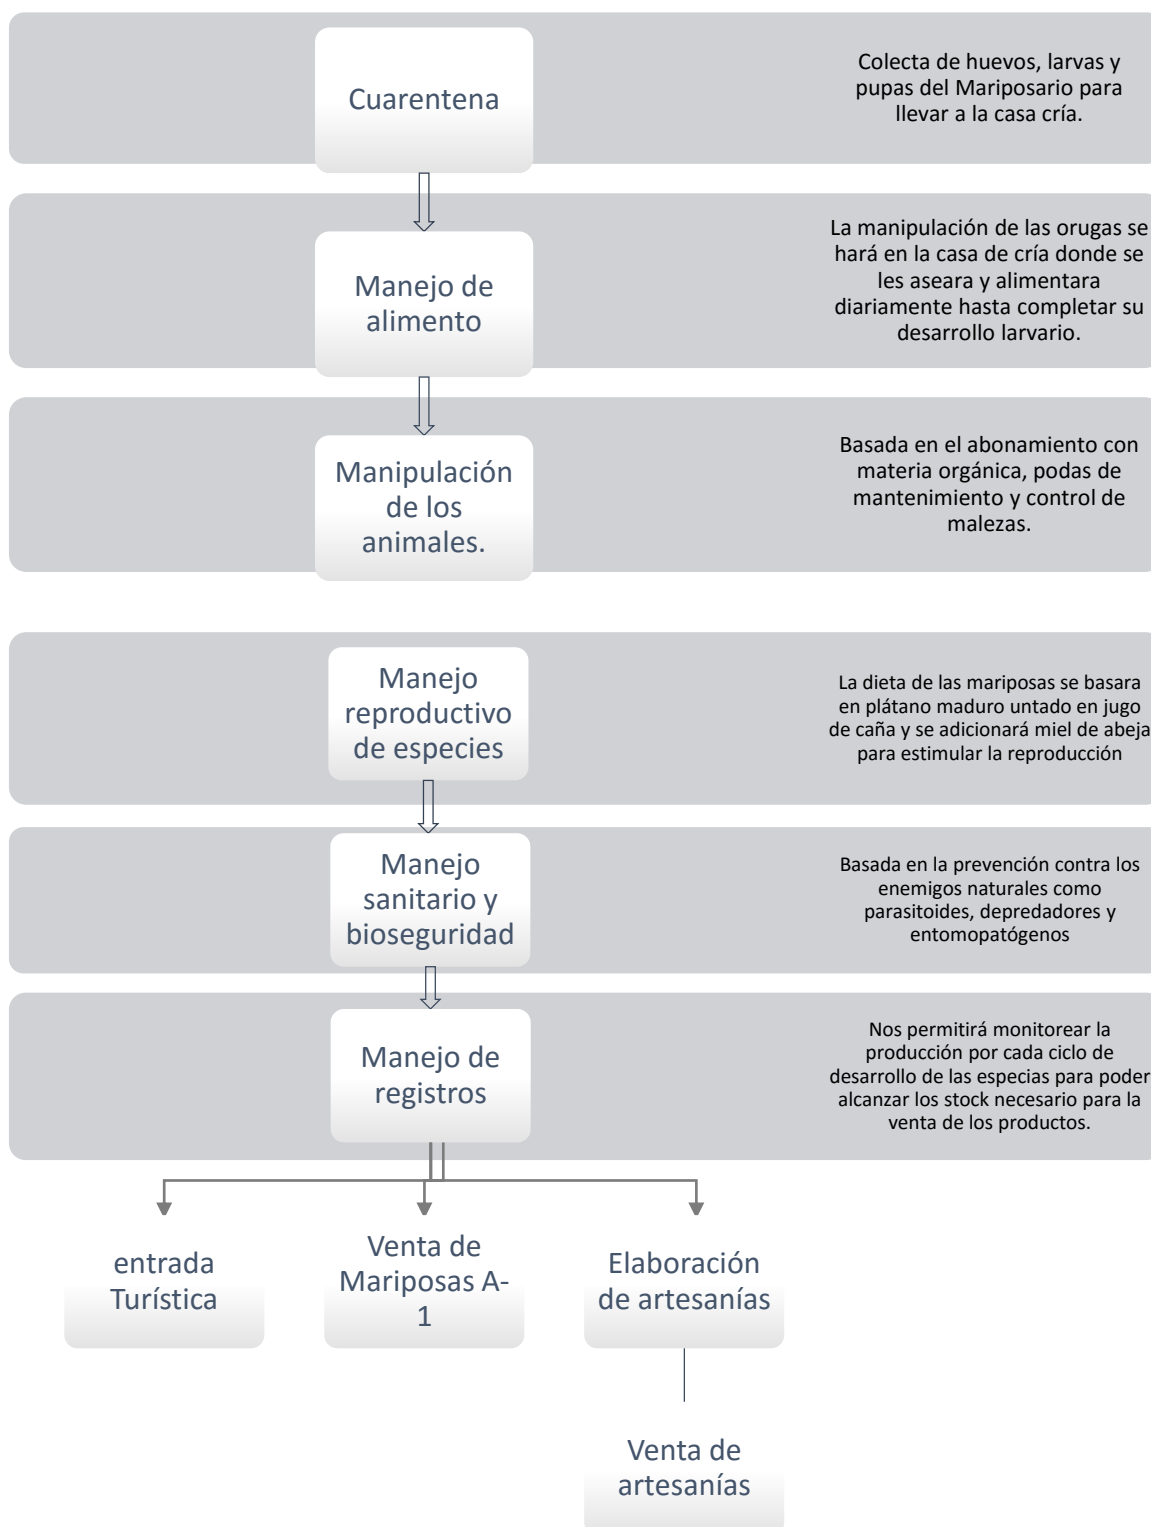 Cuarentena
Colecta de huevos, larvas y
pupas del Mariposario para
llevar a la casa cría.
Manejo de
alimento
La manipulación de las orugas se
hará en la casa de cría donde se
les aseara y alimentara
diariamente hasta completar su
desarrollo larvario.
Manipulación
de los
animales.
Basada en el abonamiento con
materia orgánica, podas de
mantenimiento y control de
malezas.
Manejo
reproductivo
de especies
La dieta de las mariposas se basara
en plátano maduro untado en jugo
de caña y se adicionará miel de abeja
para estimular la reproducción
Manejo
sanitario y
bioseguridad
Basada en la prevención contra los
enemigos naturales como
parasitoides, depredadores y
entomopatógenos
Manejo de
registros
Nos permitirá monitorear la
producción por cada ciclo de
desarrollo de las especias para poder
alcanzar los stock necesario para la
venta de los productos.
entrada
Turística
Venta de
Mariposas A-
1
Elaboración
de artesanías
Venta de
artesanías